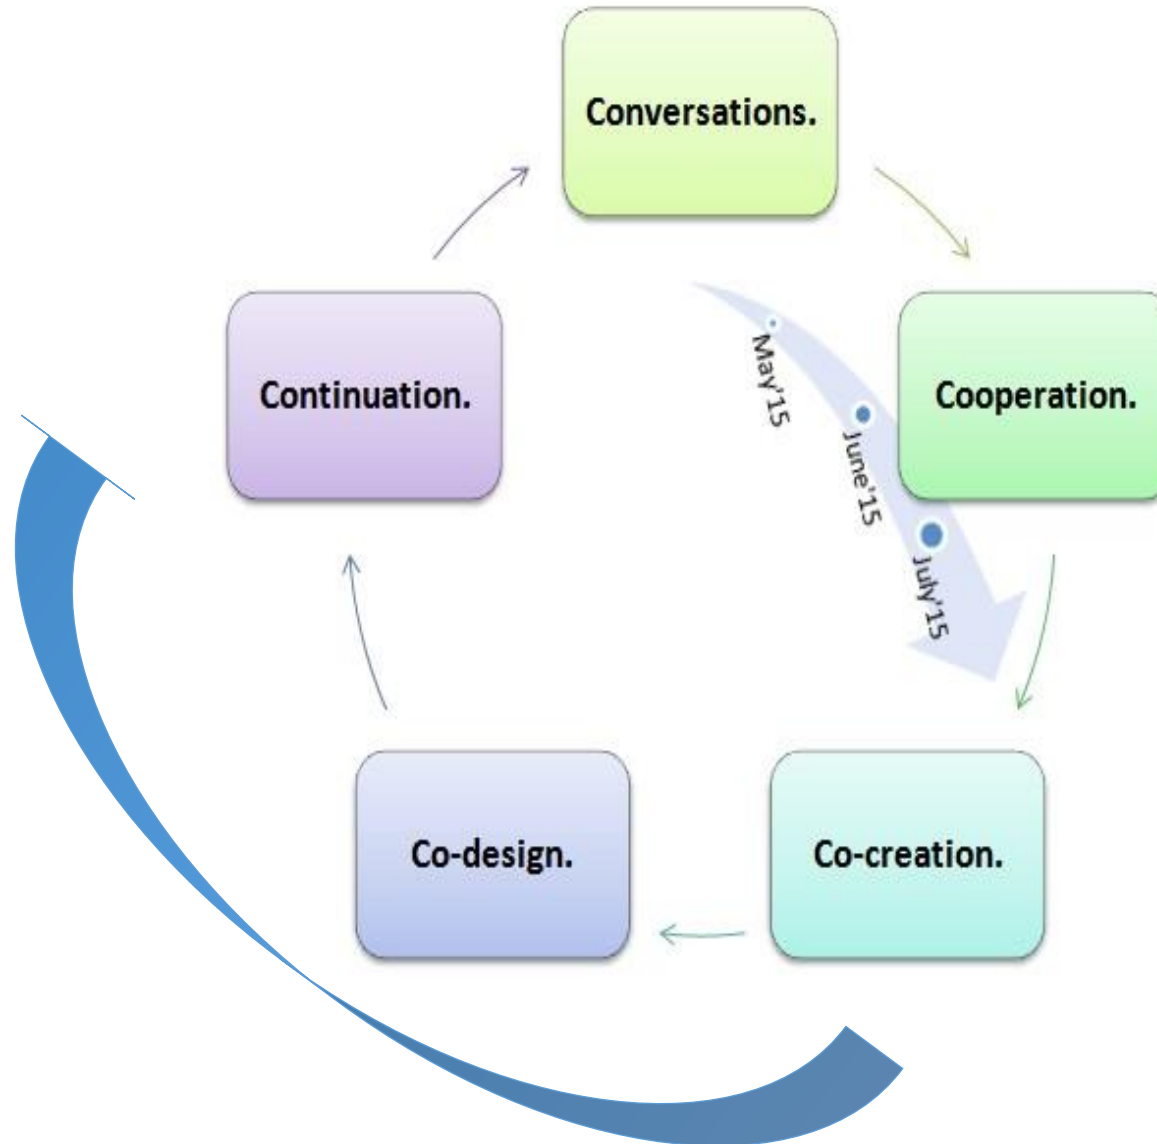 Conversations.
Cooperation.
Co-creation.
Co-design.
Continuation.
May'15
June'15
July'15